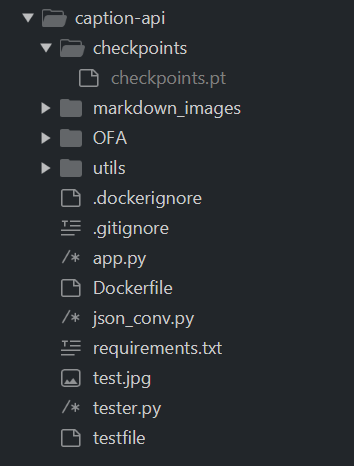 caption-api
checkpoints
checkpoints.pt
markdown_images
OFA
utils
.dockerignore
.gitignore
app.py
Dockerfile
json_conv.py
requirements.txt
test.jpg
tester.py
testfile